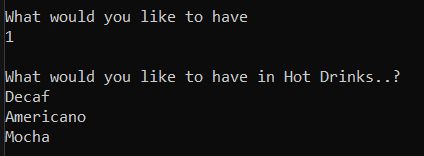 What would you like to have
1
What would you like to have in Hot Drinks..?
Decaf
Americano
Mocha